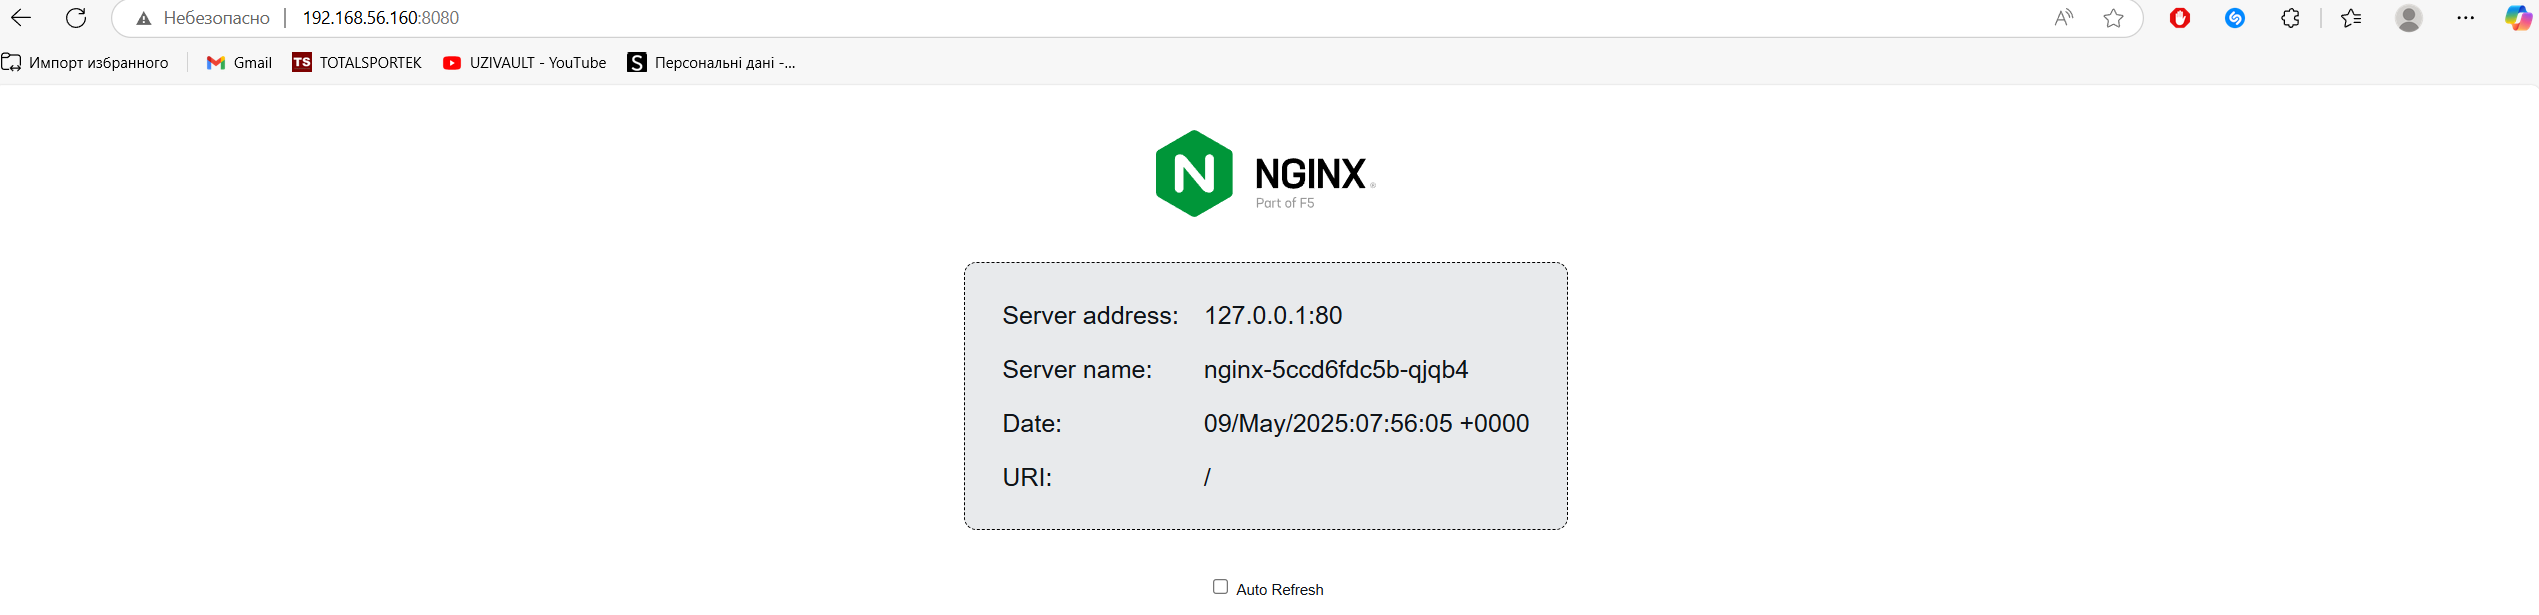 Небезопасно 192.168.56.160:8080
Импорт избранного Gmail TS TOTALSPORTEK UZIVAULT - YouTube S Персональні дані -...
N NGINX®
Part of F5
Server address: 127.0.0.1:80
Server name: nginx-5ccd6fdc5b-qjqb4
Date: 09/May/2025:07:56:05 +0000
URI: /
Auto Refresh